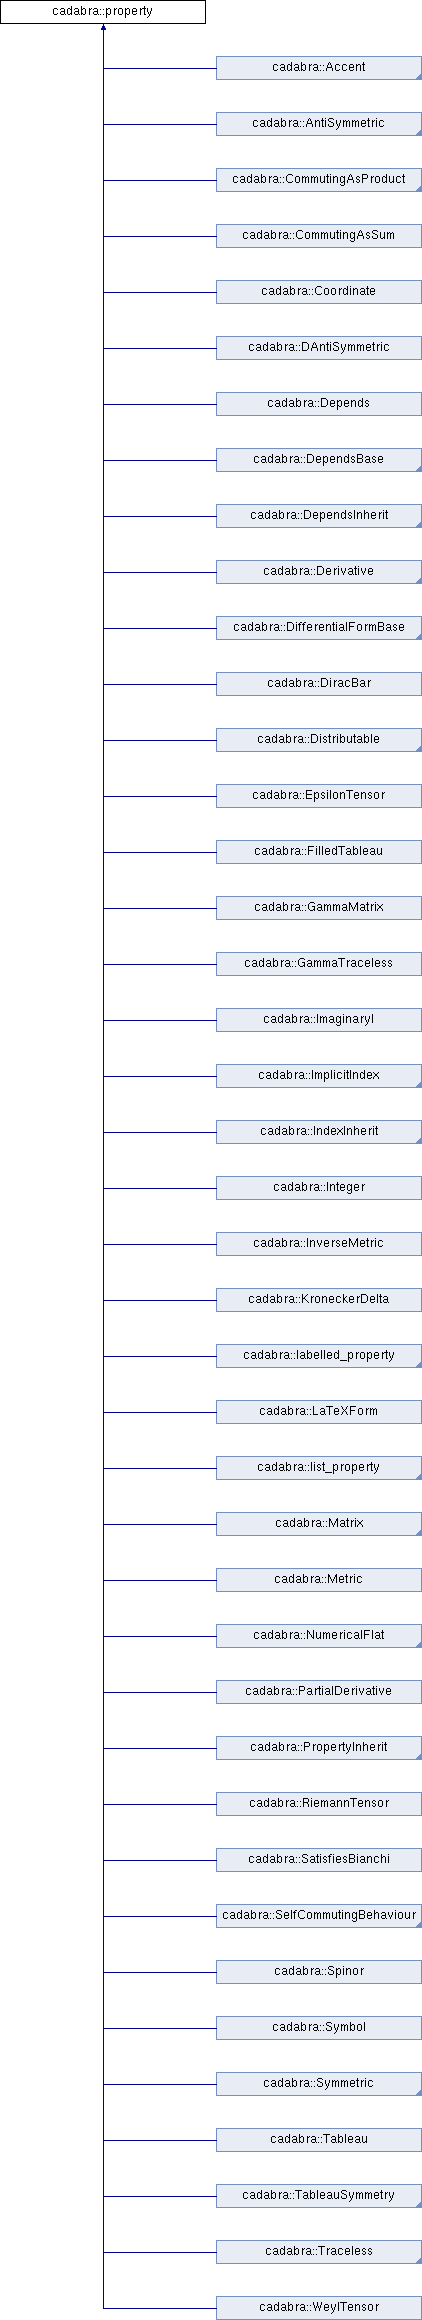 cadabra::property
cadabra::Accent
cadabra::AntiSymmetric
cadabra::CommutingAsProduct
cadabra::CommutingAsSum
cadabra::Coordinate
cadabra::DAntiSymmetric
cadabra::Depends
cadabra::DependsBase
cadabra::DependsInherit
cadabra::Derivative
cadabra::DifferentialFormBase
cadabra::DiracBar
cadabra::Distributable
cadabra::EpsilonTensor
cadabra::FilledTableau
cadabra::GammaMatrix
cadabra::GammaTraceless
cadabra::ImaginaryI
cadabra::ImplicitIndex
cadabra::IndexInherit
cadabra::Integer
cadabra::InverseMetric
cadabra::KroneckerDelta
cadabra::labelled_property
cadabra::LaTeXForm
cadabra::list_property
cadabra::Matrix
cadabra::Metric
cadabra::NumericalFlat
cadabra::PartialDerivative
cadabra::PropertyInherit
cadabra::RiemannTensor
cadabra::SatisfiesBianchi
cadabra::SelfCommutingBehaviour
cadabra::Spinor
cadabra::Symbol
cadabra::Symmetric
cadabra::Tableau
cadabra::TableauSymmetry
cadabra::Traceless
cadabra::WeylTensor